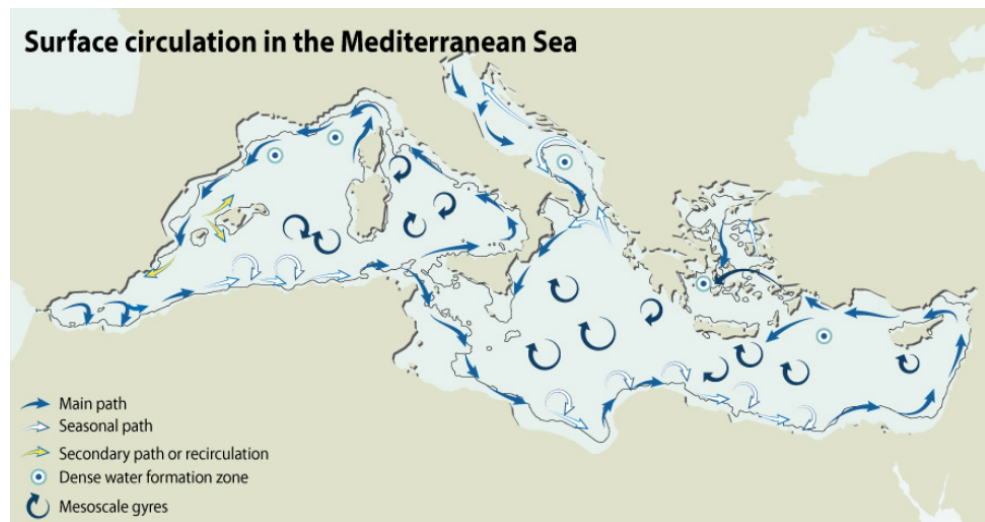 Surface circulation in the Mediterranean Sea
Main path
Seasonal path
Secondary path or recirculation
Dense water formation zone
Mesoscale gyres